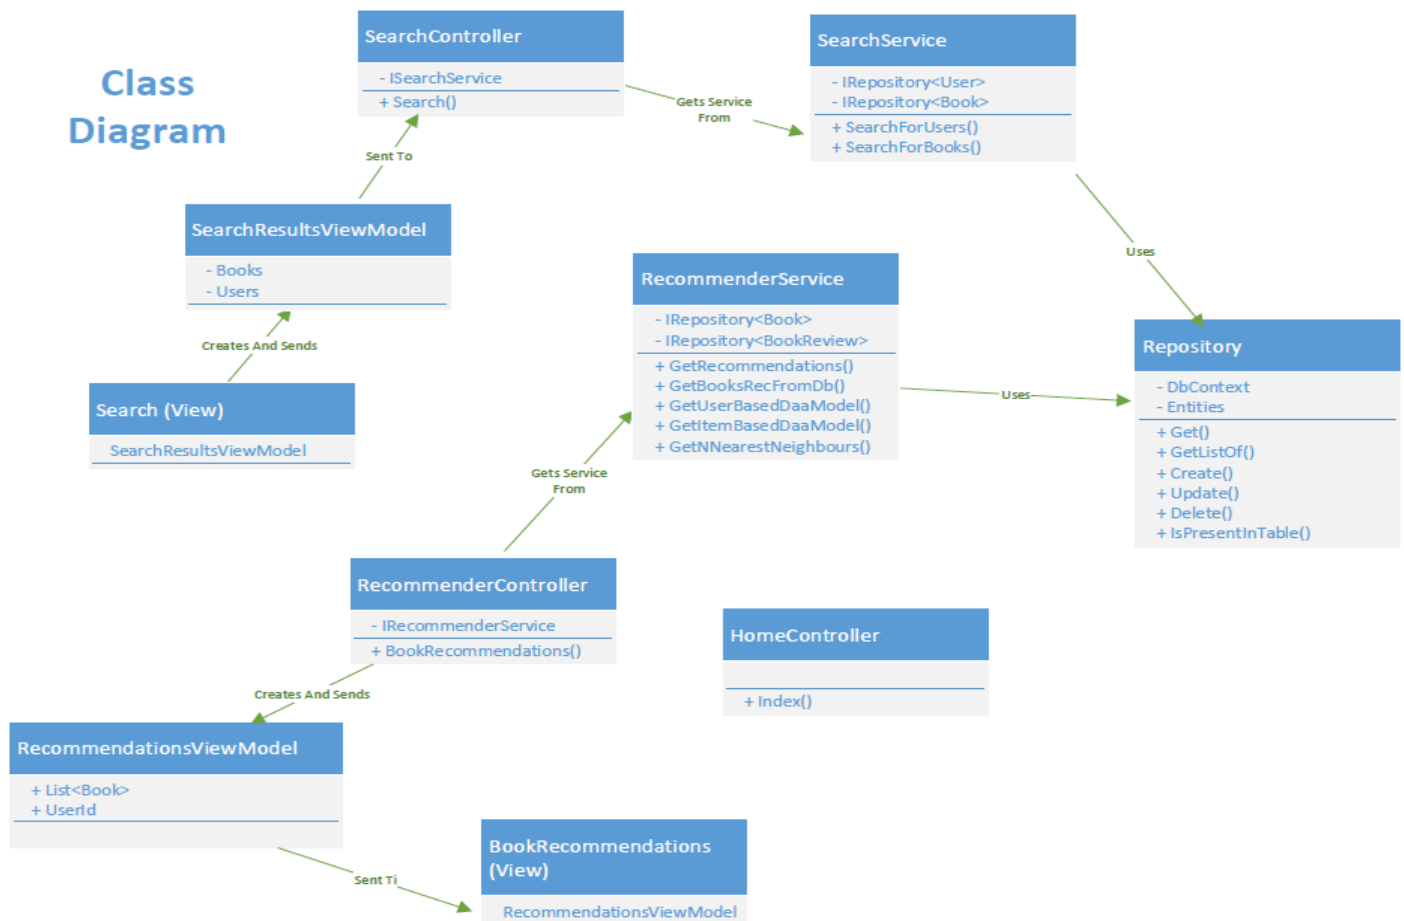 Class
Diagram
SearchController
- ISearchService
+ Search()
Gets Service
From
SearchService
- IRepository<User>
- IRepository<Book>
+ SearchForUsers()
+ SearchForBooks()
Sent To
SearchResultsViewModel
- Books
- Users
Creates And Sends
Search (View)
SearchResultsViewModel
Uses
RecommenderService
- IRepository<Book>
- IRepository<BookReview>
+ GetRecommendations()
+ GetBooksRecFromDb()
+ GetUserBasedDaaModel()
+ GetItemBasedDaaModel()
+ GetNNearestNeighbours()
Uses
Repository
- DbContext
- Entities
+ Get()
+ GetListOf()
+ Create()
+ Update()
+ Delete()
+ IsPresentInTable()
Gets Service
From
RecommenderController
- IRecommenderService
+ BookRecommendations()
HomeController
+ Index()
Creates And Sends
RecommendationsViewModel
+ List<Book>
+ UserId
Sent Ti
BookRecommendations
(View)
RecommendationsViewModel